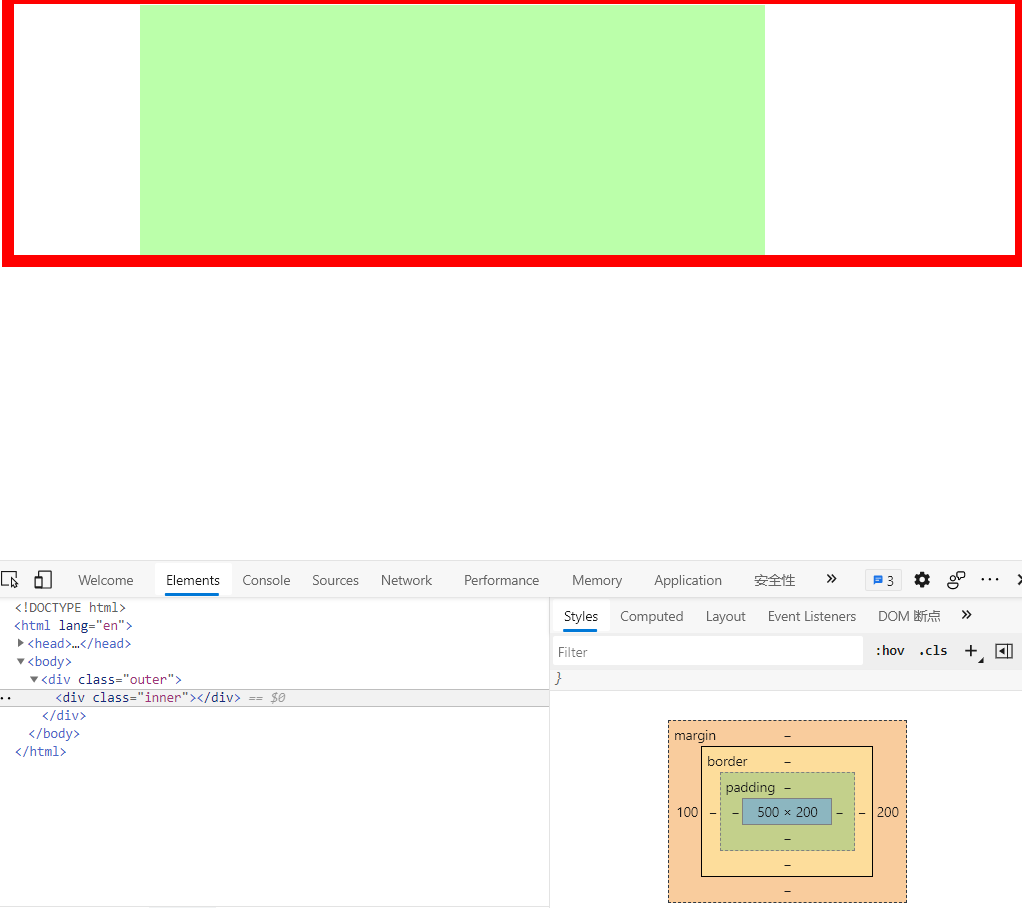 Welcome Elements Console Sources Network Performance Memory Application 安全性 » 3 ···
<!DOCTYPE html>
<html lang="en">
<head>…</head>
<body>
<div class="outer">
<div class="inner"></div> == $0
</div>
</body>
</html>
Styles Computed Layout Event Listeners DOM 断点 »
Filter :hov .cls +
}
margin –
border –
padding –
100 – – 500 × 200 – – 200
–
–
–